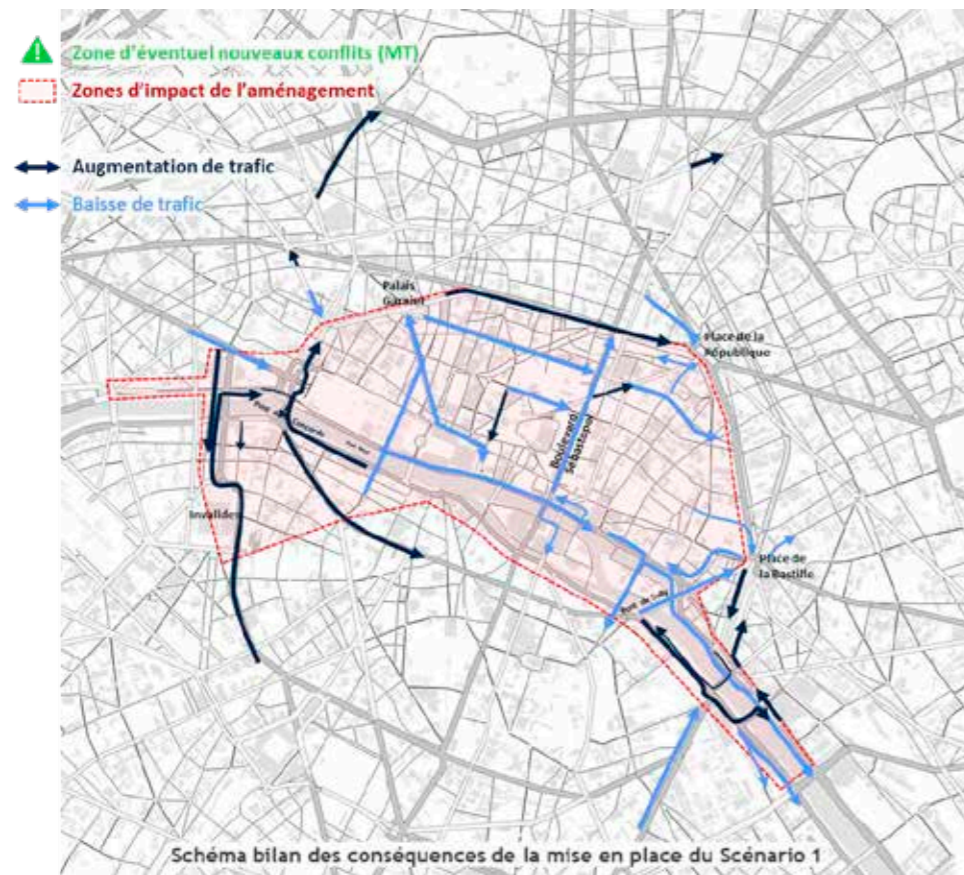 Zone d'éventuel nouveaux conflits (MT)
Zones d'impact de l'aménagement
Augmentation de trafic
Baisse de trafic
Palais
Place de la
République
Boulevard
Sébastopol
Invalides
Place de
la Bastille
Schéma bilan des conséquences de la mise en place du Scénario 1